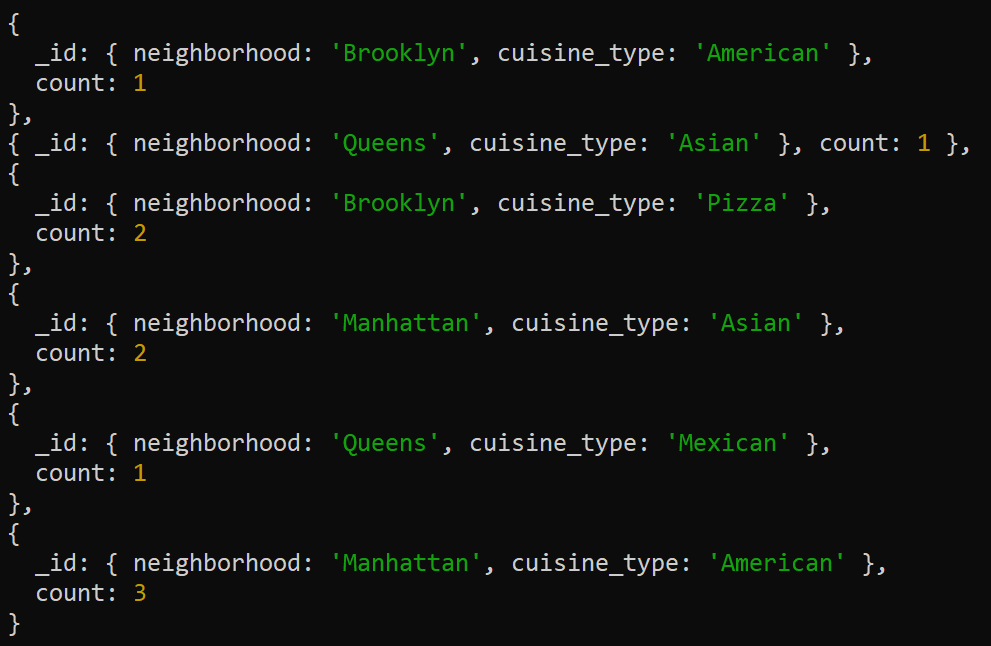 {
  _id: { neighborhood: 'Brooklyn', cuisine_type: 'American' },
  count: 1
},
{ _id: { neighborhood: 'Queens', cuisine_type: 'Asian' }, count: 1 },
{
  _id: { neighborhood: 'Brooklyn', cuisine_type: 'Pizza' },
  count: 2
},
{
  _id: { neighborhood: 'Manhattan', cuisine_type: 'Asian' },
  count: 2
},
{
  _id: { neighborhood: 'Queens', cuisine_type: 'Mexican' },
  count: 1
},
{
  _id: { neighborhood: 'Manhattan', cuisine_type: 'American' },
  count: 3
}